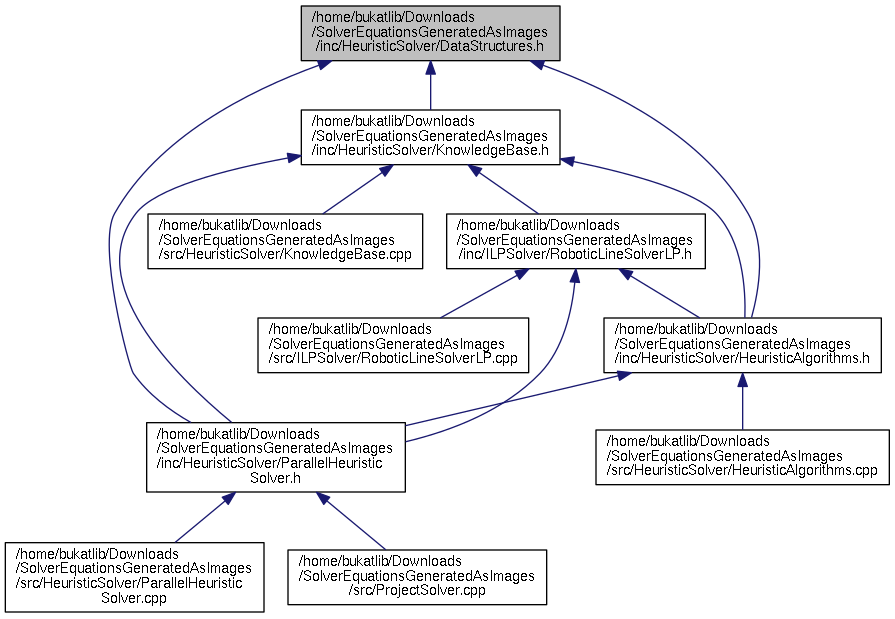 /home/bukatlib/Downloads
/SolverEquationsGeneratedAsImages
/inc/HeuristicSolver/DataStructures.h
/home/bukatlib/Downloads
/SolverEquationsGeneratedAsImages
/inc/HeuristicSolver/KnowledgeBase.h
/home/bukatlib/Downloads
/SolverEquationsGeneratedAsImages
/src/HeuristicSolver/KnowledgeBase.cpp
/home/bukatlib/Downloads
/SolverEquationsGeneratedAsImages
/inc/ILPSolver/RoboticLineSolverLP.h
/home/bukatlib/Downloads
/SolverEquationsGeneratedAsImages
/src/ILPSolver/RoboticLineSolverLP.cpp
/home/bukatlib/Downloads
/SolverEquationsGeneratedAsImages
/inc/HeuristicSolver/HeuristicAlgorithms.h
/home/bukatlib/Downloads
/SolverEquationsGeneratedAsImages
/inc/HeuristicSolver/ParallelHeuristic
Solver.h
/home/bukatlib/Downloads
/SolverEquationsGeneratedAsImages
/src/HeuristicSolver/HeuristicAlgorithms.cpp
/home/bukatlib/Downloads
/SolverEquationsGeneratedAsImages
/src/HeuristicSolver/ParallelHeuristic
Solver.cpp
/home/bukatlib/Downloads
/SolverEquationsGeneratedAsImages
/src/ProjectSolver.cpp